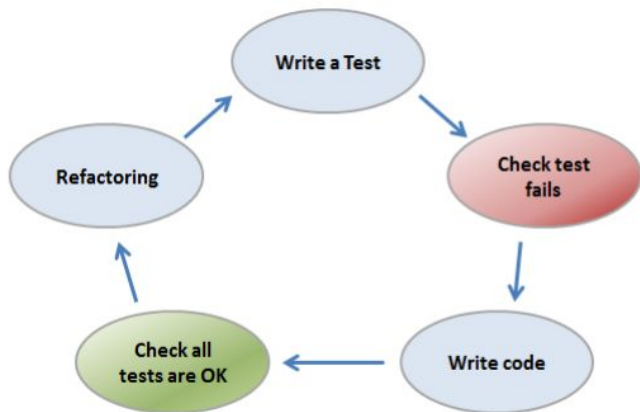 Write a Test
Check test
fails
Write code
Check all
tests are OK
Refactoring